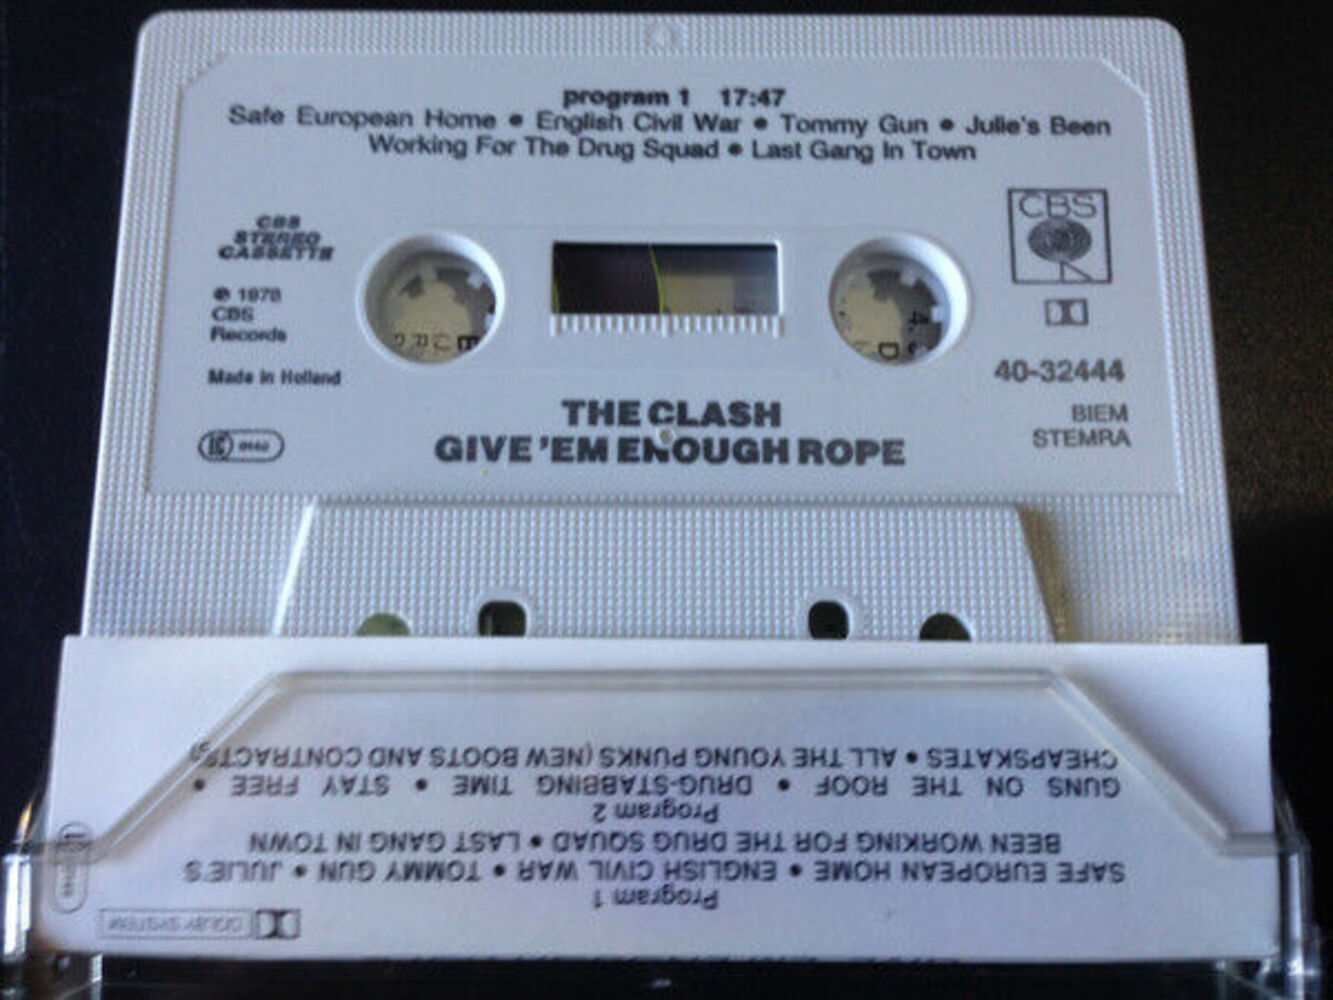 program 1 17:47
Safe European Home • English Civil War • Tommy Gun • Julie's Been
Working For The Drug Squad • Last Gang In Town
CBS
STEREO
CASSETTE
℗ 1978
CBS
Records
Made in Holland
CBS
40-32444
BIEM
STEMRA
THE CLASH
GIVE 'EM ENOUGH ROPE
DOLBY SYSTEM
Program 1
SAFE EUROPEAN HOME • ENGLISH CIVIL WAR • TOMMY GUN • JULIE'S
BEEN WORKING FOR THE DRUG SQUAD • LAST GANG IN TOWN
Program 2
GUNS ON THE ROOF • DRUG-STABBING TIME • STAY FREE •
CHEAPSKATES • ALL THE YOUNG PUNKS (NEW BOOTS AND CONTRACTS)